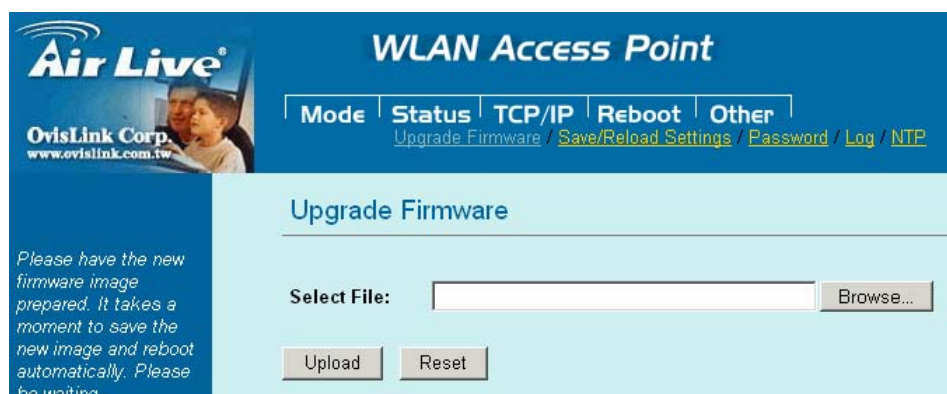 Air Live®
WLAN Access Point
OvisLink Corp.
www.ovislink.com.tw
Mode Status TCP/IP Reboot Other
Upgrade Firmware / Save/Reload Settings / Password / Log / NTP
Please have the new
firmware image
prepared. It takes a
moment to save the
new image and reboot
automatically. Please
be waiting
Upgrade Firmware
Select File:
Browse...
Upload
Reset